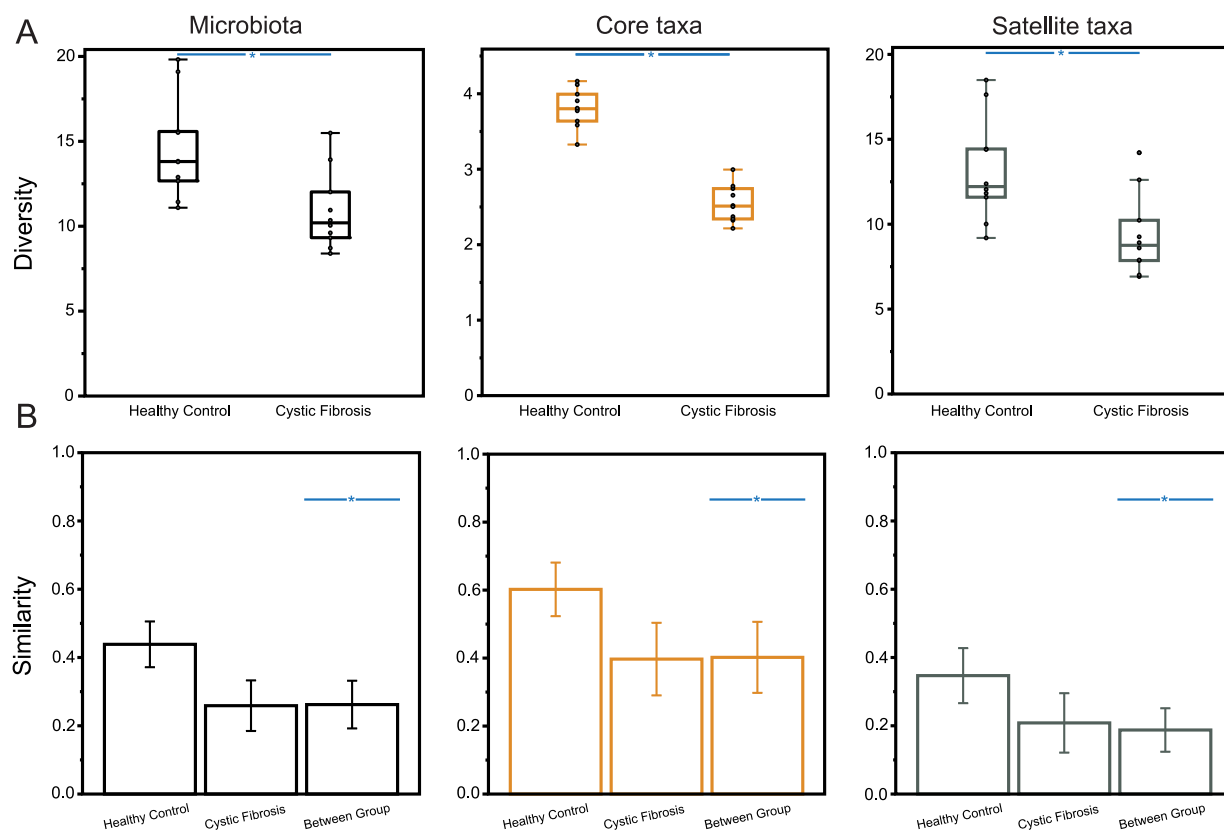 A
Microbiota
Core taxa
Satellite taxa
Diversity
20
15
10
5
0
*
Healthy Control
Cystic Fibrosis
4
3
2
1
0
*
Healthy Control
Cystic Fibrosis
20
15
10
5
0
*
Healthy Control
Cystic Fibrosis
B
Similarity
1.0
0.8
0.6
0.4
0.2
0.0
*
Healthy Control
Cystic Fibrosis
Between Group
1.0
0.8
0.6
0.4
0.2
0.0
*
Healthy Control
Cystic Fibrosis
Between Group
1.0
0.8
0.6
0.4
0.2
0.0
*
Healthy Control
Cystic Fibrosis
Between Group